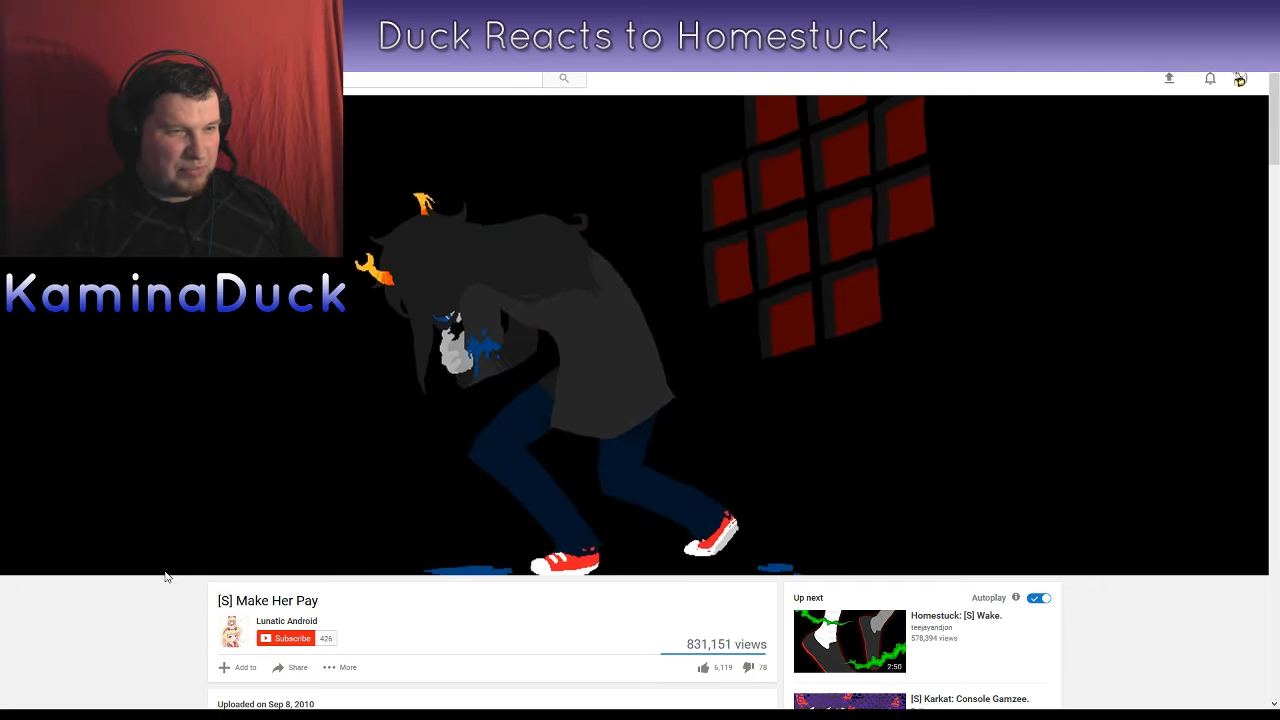 Duck Reacts to Homestuck
KaminaDuck
[S] Make Her Pay
Lunatic Android
Subscribe 426
831,151 views
Add to Share More
6,119 78
Uploaded on Sep 8, 2010
Up next
Autoplay
Homestuck: [S] Wake.
teejayandjon
578,394 views
2:50
[S] Karkat: Console Gamzee.